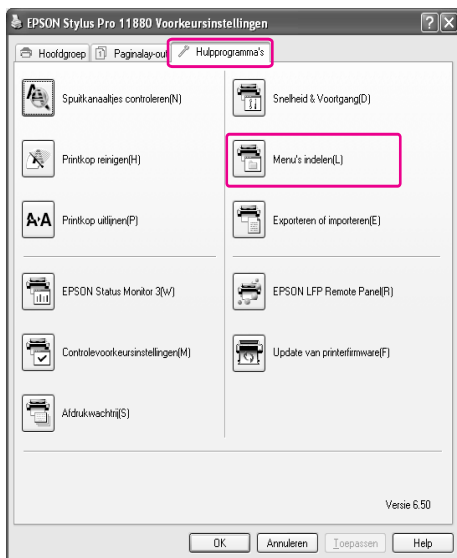 EPSON Stylus Pro 11880 Voorkeursinstellingen
Hoofdgroep Paginalay-out Hulpprogramma's
Spuitkanaaltjes controleren(N)
Snelheid & Voortgang(D)
Printkop reinigen(H)
Menu's indelen(L)
Printkop uitlijnen(P)
Exporteren of importeren(E)
EPSON Status Monitor 3(W)
EPSON LFP Remote Panel(R)
Controlevoorkeursinstellingen(M)
Update van printerfirmware(F)
Afdrukwachtrij(S)
Versie 6.50
OK Annuleren Toepassen Help